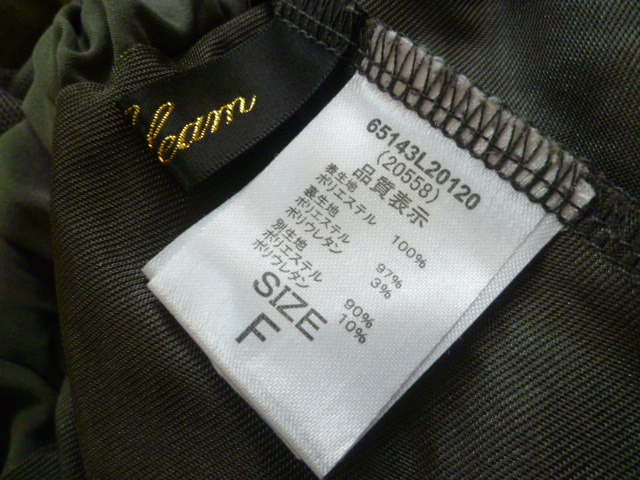 65143L20120
(20558)
品質表示
表生地
ポリエステル 100%
裏生地
ポリエステル 97%
ポリウレタン 3%
別生地
ポリエステル 90%
ポリウレタン 10%
SIZE
F